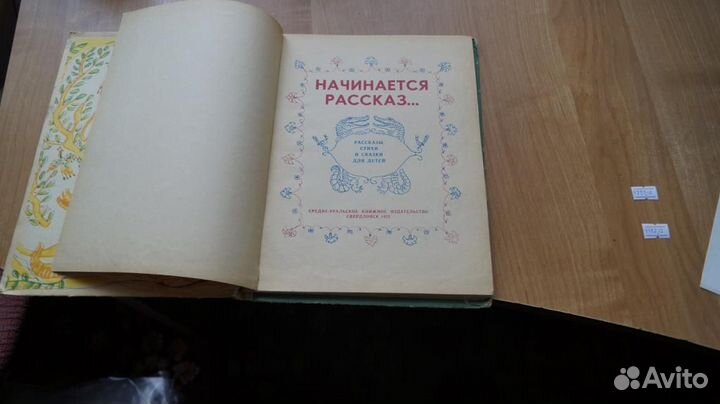 НАЧИНАЕТСЯ
РАССКАЗ...
РАССКАЗЫ
СТИХИ
И СКАЗКИ
ДЛЯ ДЕТЕЙ
СРЕДНЕ-УРАЛЬСКОЕ КНИЖНОЕ ИЗДАТЕЛЬСТВО
СВЕРДЛОВСК
Avito